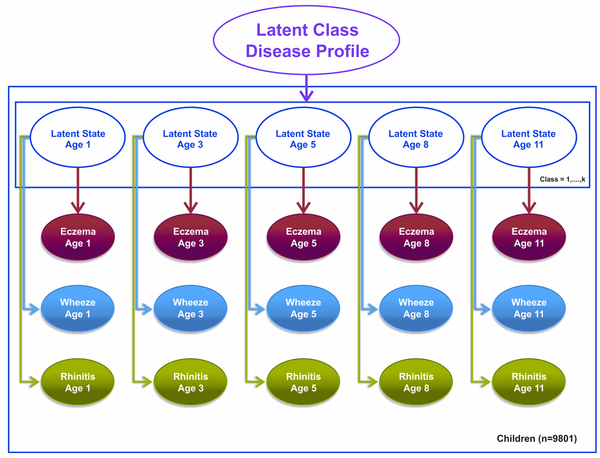 Latent Class
Disease Profile
Latent State
Age 1
Latent State
Age 3
Latent State
Age 5
Latent State
Age 8
Latent State
Age 11
Class = 1,....,k
Eczema
Age 1
Eczema
Age 3
Eczema
Age 5
Eczema
Age 8
Eczema
Age 11
Wheeze
Age 1
Wheeze
Age 3
Wheeze
Age 5
Wheeze
Age 8
Wheeze
Age 11
Rhinitis
Age 1
Rhinitis
Age 3
Rhinitis
Age 5
Rhinitis
Age 8
Rhinitis
Age 11
Children (n=9801)